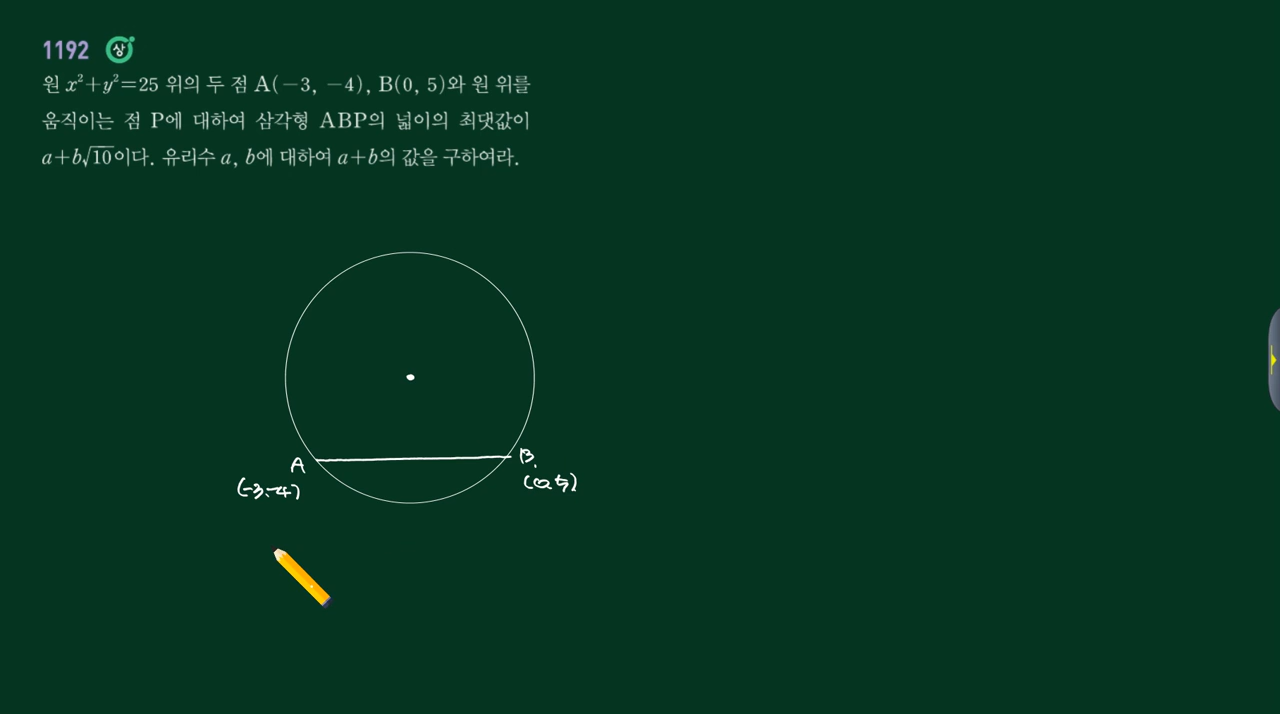 1192 상
원 x²+y²=25 위의 두 점 A(−3, −4), B(0, 5)와 원 위를
움직이는 점 P에 대하여 삼각형 ABP의 넓이의 최댓값이
a+b√10이다. 유리수 a, b에 대하여 a+b의 값을 구하여라.
A
B
(-3,-4)
(0,5)